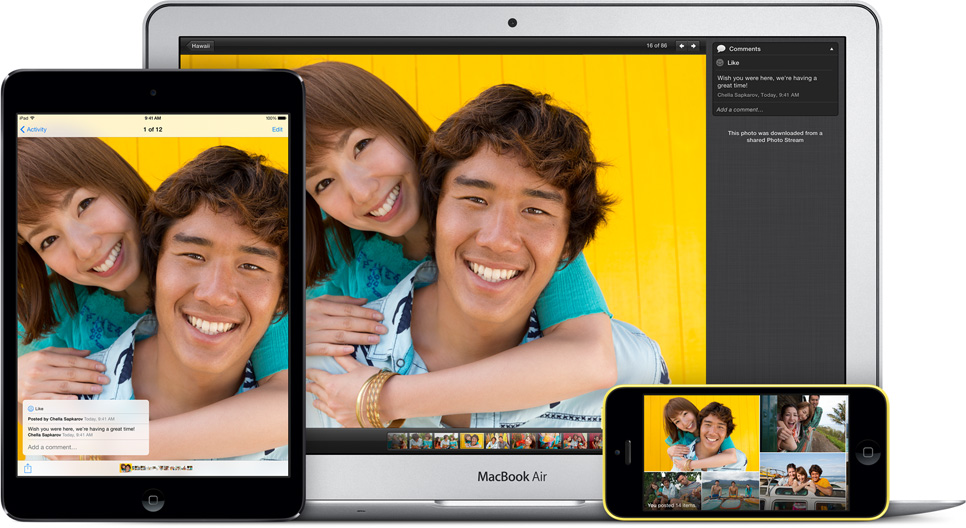 iPad
9:41 AM
100%
Activity
1 of 12
Edit
Like
Posted by Chella Sapkarov Today, 9:41 AM
Wish you were here, we're having a great time!
Chella Sapkarov Today, 9:41 AM
Add a comment...
Hawaii
16 of 86
Comments
Like
Wish you were here, we're having a
great time!
Chella Sapkarov, Today, 9:41 AM
Add a comment...
This photo was downloaded from a
shared Photo Stream
MacBook Air
You posted 14 items.